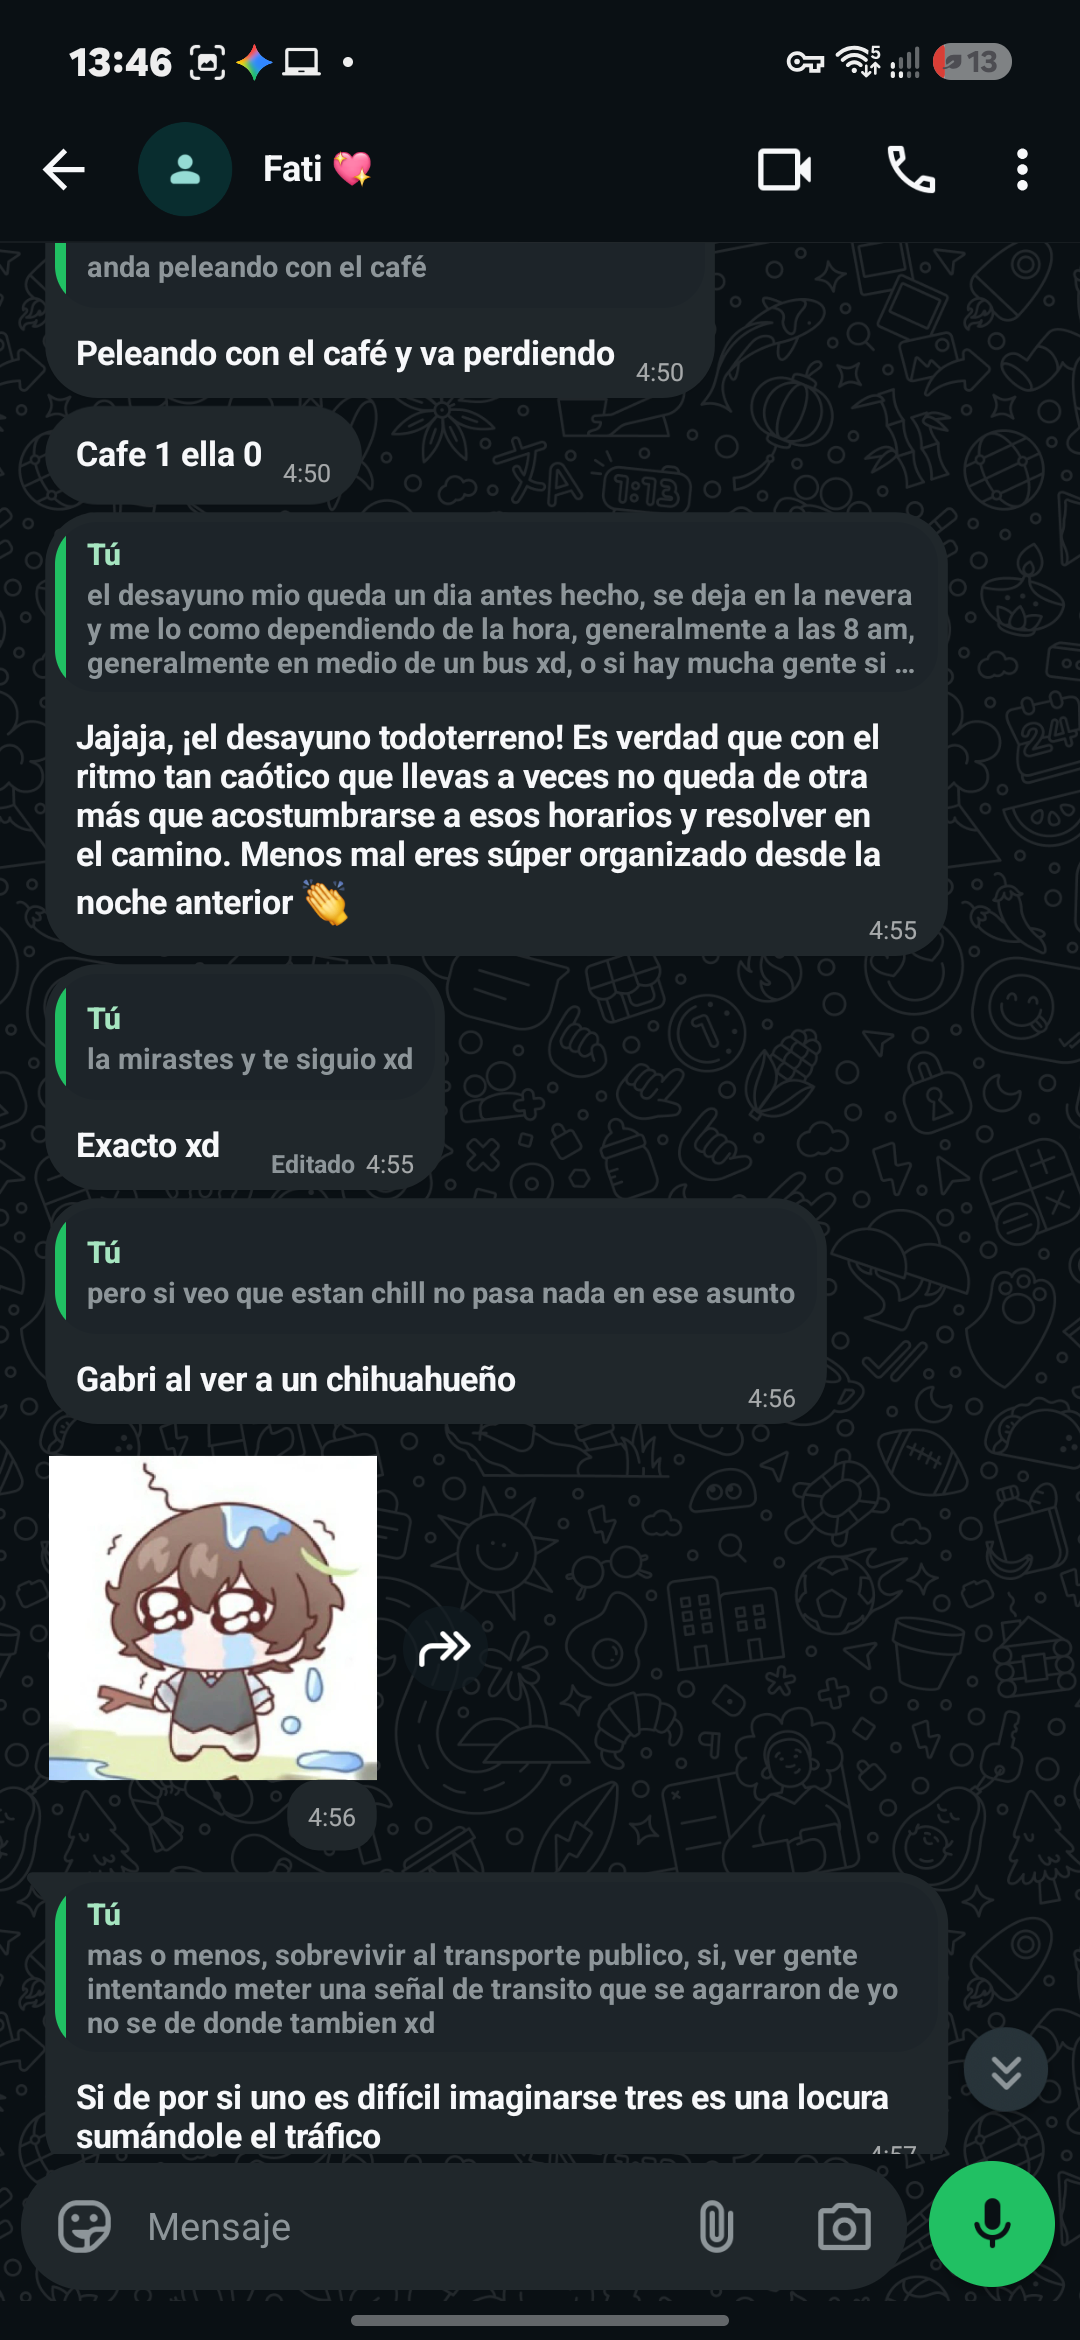 13:46
5
13
Fati 💖
anda peleando con el café
Peleando con el café y va perdiendo
4:50
Cafe 1 ella 0
4:50
Tú
el desayuno mio queda un dia antes hecho, se deja en la nevera
y me lo como dependiendo de la hora, generalmente a las 8 am,
generalmente en medio de un bus xd, o si hay mucha gente si ...
Jajaja, ¡el desayuno todoterreno! Es verdad que con el
ritmo tan caótico que llevas a veces no queda de otra
más que acostumbrarse a esos horarios y resolver en
el camino. Menos mal eres súper organizado desde la
noche anterior 👏
4:55
Tú
la mirastes y te siguio xd
Exacto xd
Editado 4:55
Tú
pero si veo que estan chill no pasa nada en ese asunto
Gabri al ver a un chihuahueño
4:56
4:56
Tú
mas o menos, sobrevivir al transporte publico, si, ver gente
intentando meter una señal de transito que se agarraron de yo
no se de donde tambien xd
Si de por si uno es difícil imaginarse tres es una locura
sumándole el tráfico
4:57
Mensaje